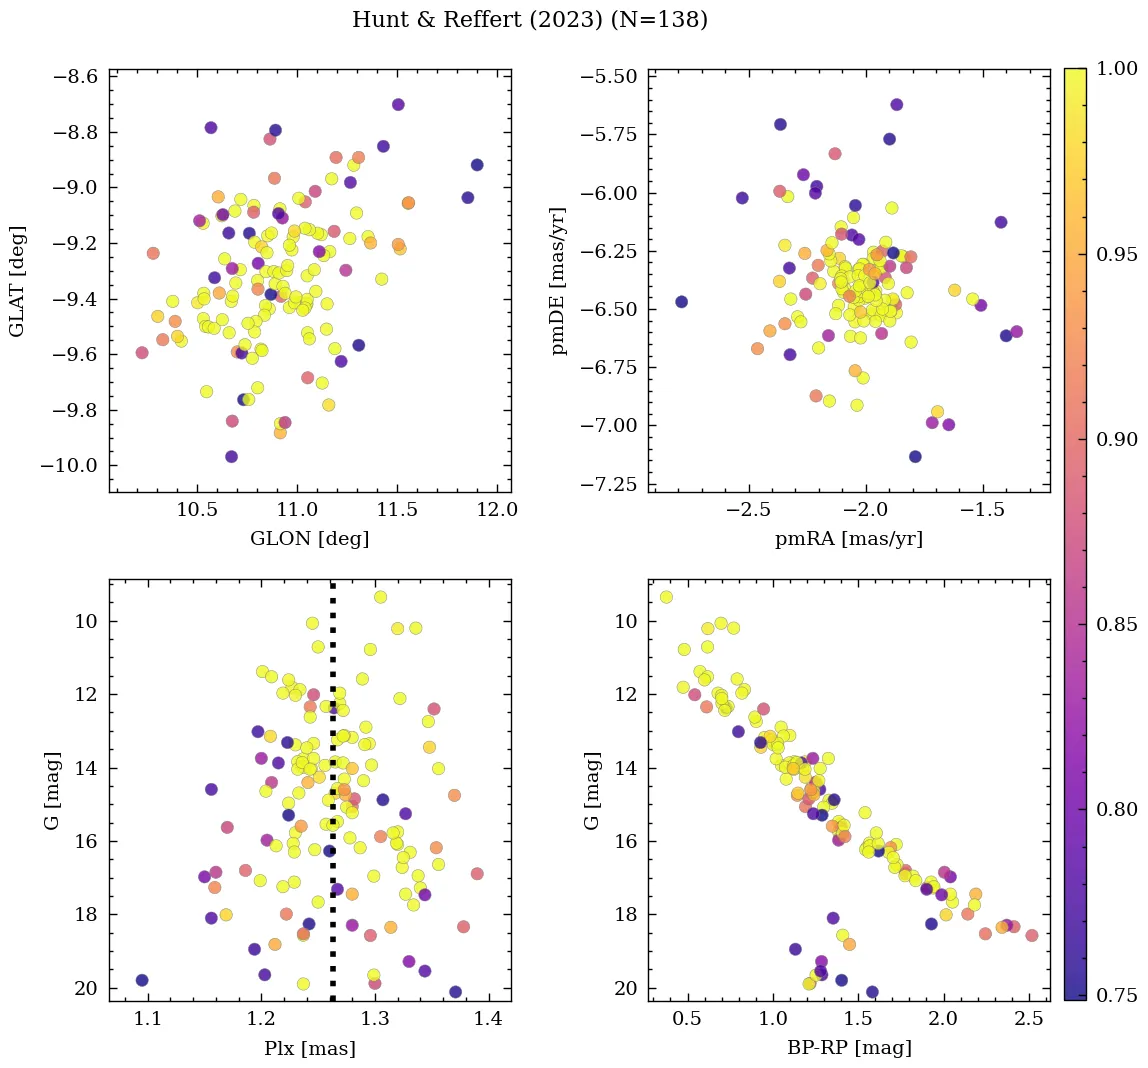 Hunt & Reffert (2023) (N=138)
−8.6
−8.8
−9.0
−9.2
−9.4
−9.6
−9.8
−10.0
GLAT [deg]
10.5 11.0 11.5 12.0
GLON [deg]
−5.50
−5.75
−6.00
−6.25
−6.50
−6.75
−7.00
−7.25
pmDE [mas/yr]
−2.5 −2.0 −1.5
pmRA [mas/yr]
10
12
14
16
18
20
G [mag]
1.1 1.2 1.3 1.4
Plx [mas]
10
12
14
16
18
20
G [mag]
0.5 1.0 1.5 2.0 2.5
BP-RP [mag]
1.00
0.95
0.90
0.85
0.80
0.75